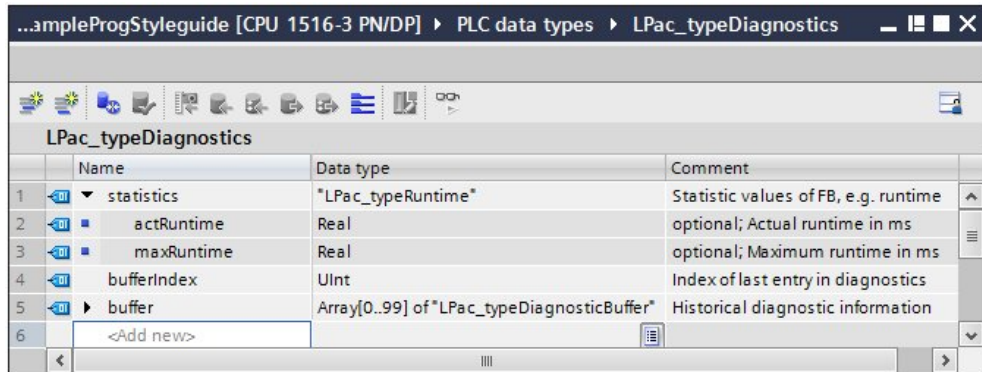 ...ampleProgStyleguide [CPU 1516-3 PN/DP] ▸ PLC data types ▸ LPac_typeDiagnostics
LPac_typeDiagnostics
Name Data type Comment
1 statistics "LPac_typeRuntime" Statistic values of FB, e.g. runtime
2 actRuntime Real optional; Actual runtime in ms
3 maxRuntime Real optional; Maximum runtime in ms
4 bufferIndex UInt Index of last entry in diagnostics
5 buffer Array[0..99] of "LPac_typeDiagnosticBuffer" Historical diagnostic information
6 <Add new>